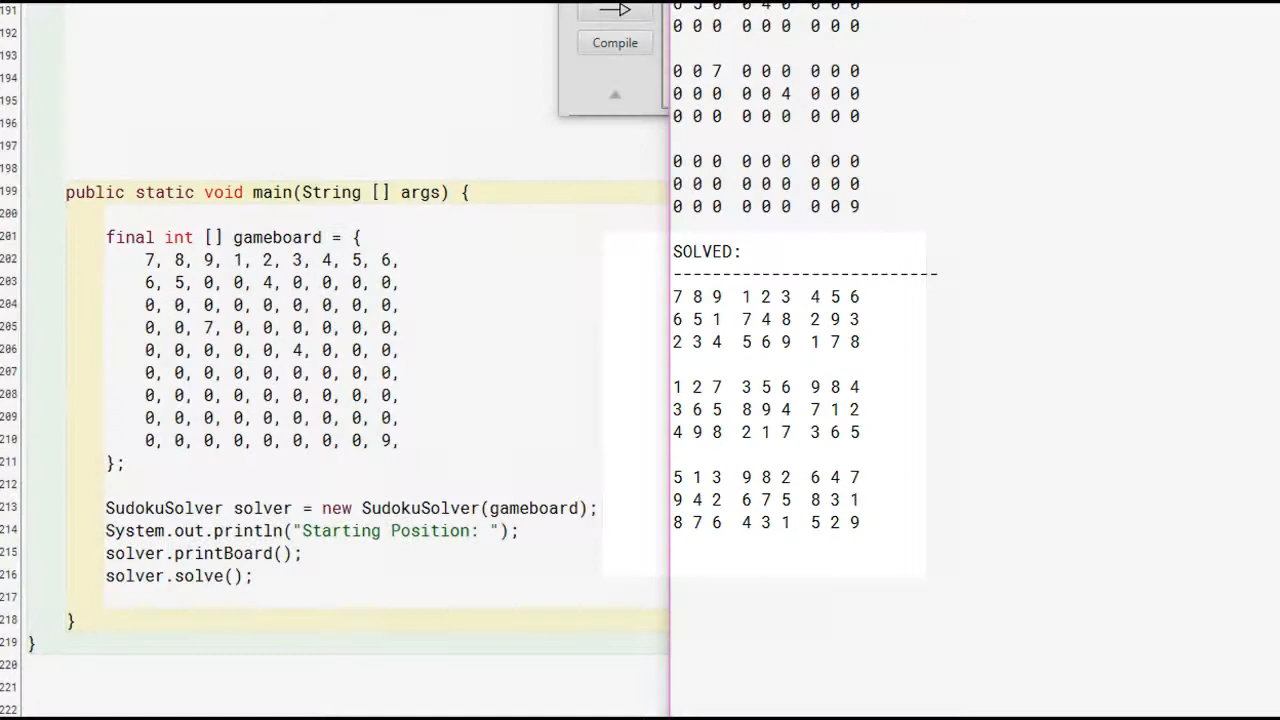 191
192
193
194
195
196
197
198
199 public static void main(String [] args) {
200
201 final int [] gameboard = {
202 7, 8, 9, 1, 2, 3, 4, 5, 6,
203 6, 5, 0, 0, 4, 0, 0, 0, 0,
204 0, 0, 0, 0, 0, 0, 0, 0, 0,
205 0, 0, 7, 0, 0, 0, 0, 0, 0,
206 0, 0, 0, 0, 0, 4, 0, 0, 0,
207 0, 0, 0, 0, 0, 0, 0, 0, 0,
208 0, 0, 0, 0, 0, 0, 0, 0, 0,
209 0, 0, 0, 0, 0, 0, 0, 0, 0,
210 0, 0, 0, 0, 0, 0, 0, 0, 9,
211 };
212
213 SudokuSolver solver = new SudokuSolver(gameboard);
214 System.out.println("Starting Position: ");
215 solver.printBoard();
216 solver.solve();
217
218 }
219 }
220
221
222
Compile
6 5 0 0 4 0 0 0 0
0 0 0 0 0 0 0 0 0
0 0 7 0 0 0 0 0 0
0 0 0 0 0 4 0 0 0
0 0 0 0 0 0 0 0 0
0 0 0 0 0 0 0 0 0
0 0 0 0 0 0 0 0 0
0 0 0 0 0 0 0 0 9
SOLVED:
---------------------------
7 8 9 1 2 3 4 5 6
6 5 1 7 4 8 2 9 3
2 3 4 5 6 9 1 7 8
1 2 7 3 5 6 9 8 4
3 6 5 8 9 4 7 1 2
4 9 8 2 1 7 3 6 5
5 1 3 9 8 2 6 4 7
9 4 2 6 7 5 8 3 1
8 7 6 4 3 1 5 2 9